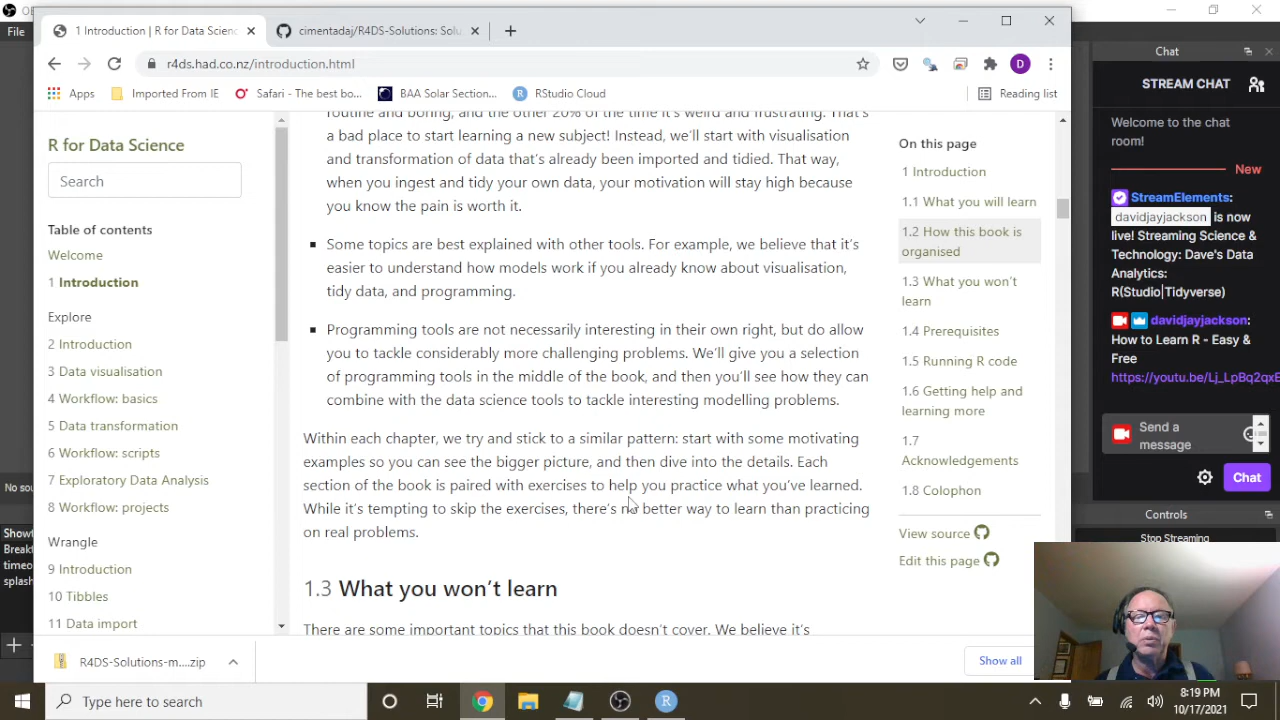 OB
File
1 Introduction | R for Data Scienc
cimentadaj/R4DS-Solutions: Solu
r4ds.had.co.nz/introduction.html
D
Apps
Imported From IE
Safari - The best bo...
BAA Solar Section...
RStudio Cloud
Reading list
R for Data Science
Search
Table of contents
Welcome
1 Introduction
Explore
2 Introduction
3 Data visualisation
4 Workflow: basics
5 Data transformation
6 Workflow: scripts
7 Exploratory Data Analysis
8 Workflow: projects
Wrangle
9 Introduction
10 Tibbles
11 Data import
routine and boring, and the other 20% of the time it's weird and frustrating. That's
a bad place to start learning a new subject! Instead, we'll start with visualisation
and transformation of data that's already been imported and tidied. That way,
when you ingest and tidy your own data, your motivation will stay high because
you know the pain is worth it.
Some topics are best explained with other tools. For example, we believe that it's
easier to understand how models work if you already know about visualisation,
tidy data, and programming.
Programming tools are not necessarily interesting in their own right, but do allow
you to tackle considerably more challenging problems. We'll give you a selection
of programming tools in the middle of the book, and then you'll see how they can
combine with the data science tools to tackle interesting modelling problems.
Within each chapter, we try and stick to a similar pattern: start with some motivating
examples so you can see the bigger picture, and then dive into the details. Each
section of the book is paired with exercises to help you practice what you've learned.
While it's tempting to skip the exercises, there's no better way to learn than practicing
on real problems.
1.3 What you won't learn
There are some important topics that this book doesn't cover. We believe it's
On this page
1 Introduction
1.1 What you will learn
1.2 How this book is
organised
1.3 What you won't
learn
1.4 Prerequisites
1.5 Running R code
1.6 Getting help and
learning more
1.7
Acknowledgements
1.8 Colophon
View source
Edit this page
Chat
STREAM CHAT
Welcome to the chat
room!
New
StreamElements:
davidjayjackson is now
live! Streaming Science &
Technology: Dave's Data
Analytics:
R(Studio|Tidyverse)
davidjayjackson:
How to Learn R - Easy &
Free
https://youtu.be/Lj_LpBq2qxE
Send a
message
Chat
Controls
Stop Streaming
No sou
Showt
Break
timeo
splash
R4DS-Solutions-m....zip
Show all
Type here to search
R
8:19 PM
10/17/2021